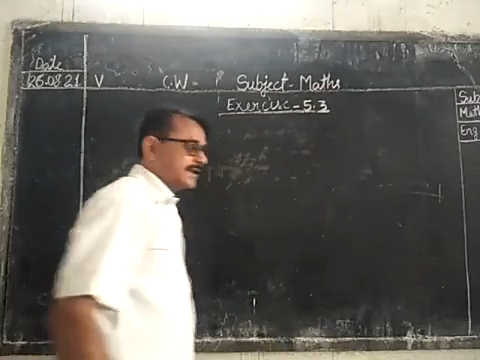 Date
26.08.21 V C.W- Subject-Maths
Exercise-5.3
Sub
Math
Eng